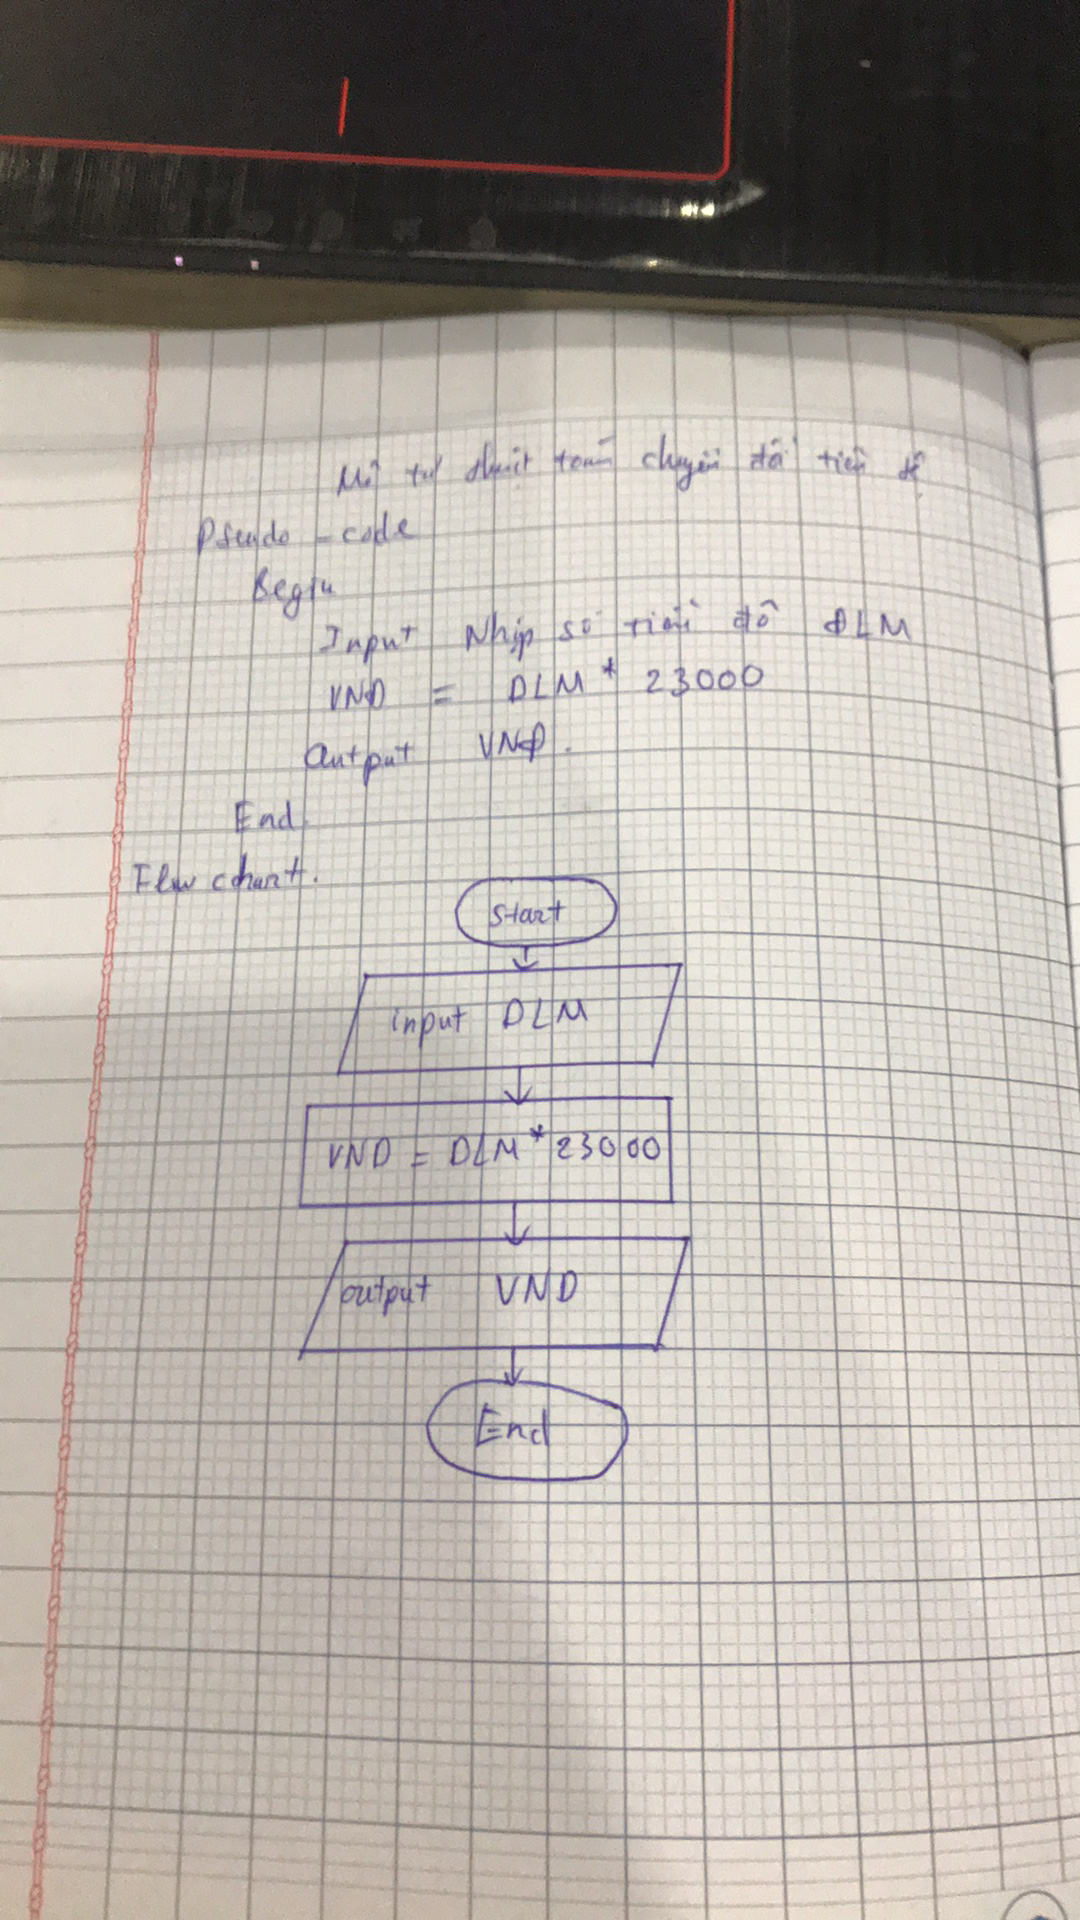 Mô tả thuật toán chuyển đổi tiền tệ
Pseudo - code
Begin
Input Nhập số tiền đô ĐLM
VND = DLM * 23000
Output VNĐ.
End
Flow chart.
Start
input DLM
VND = DLM * 23000
output VND
End